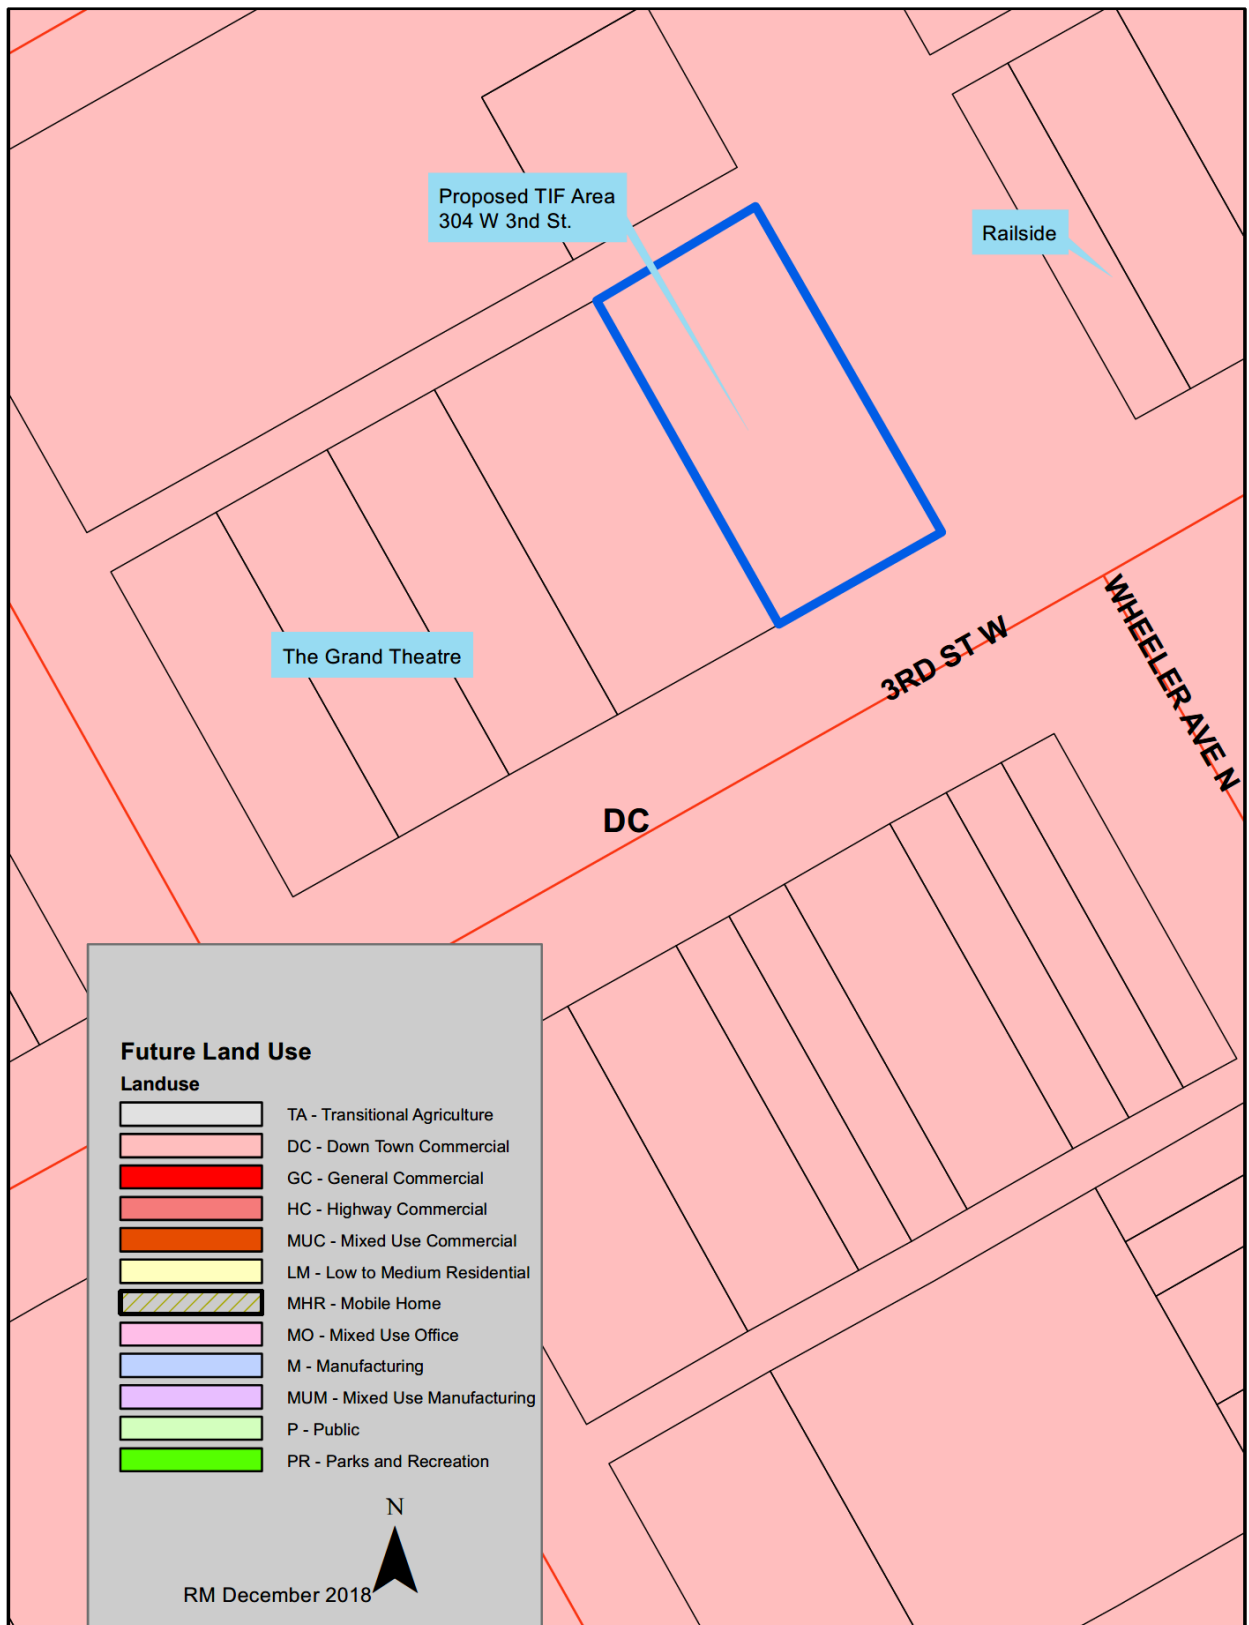 Proposed TIF Area
304 W 3nd St.
Railside
The Grand Theatre
3RD ST W
WHEELER AVE N
DC
Future Land Use
Landuse
TA - Transitional Agriculture
DC - Down Town Commercial
GC - General Commercial
HC - Highway Commercial
MUC - Mixed Use Commercial
LM - Low to Medium Residential
MHR - Mobile Home
MO - Mixed Use Office
M - Manufacturing
MUM - Mixed Use Manufacturing
P - Public
PR - Parks and Recreation
N
RM December 2018